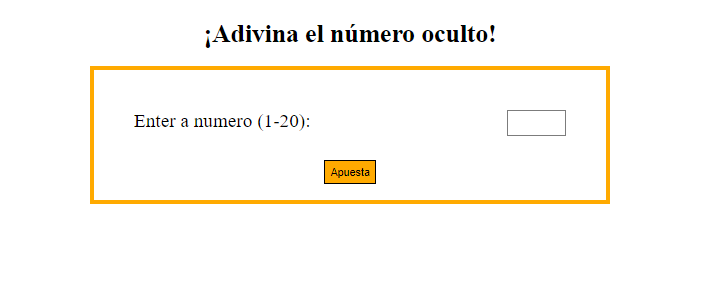 ¡Adivina el número oculto!
Enter a numero (1-20):
Apuesta